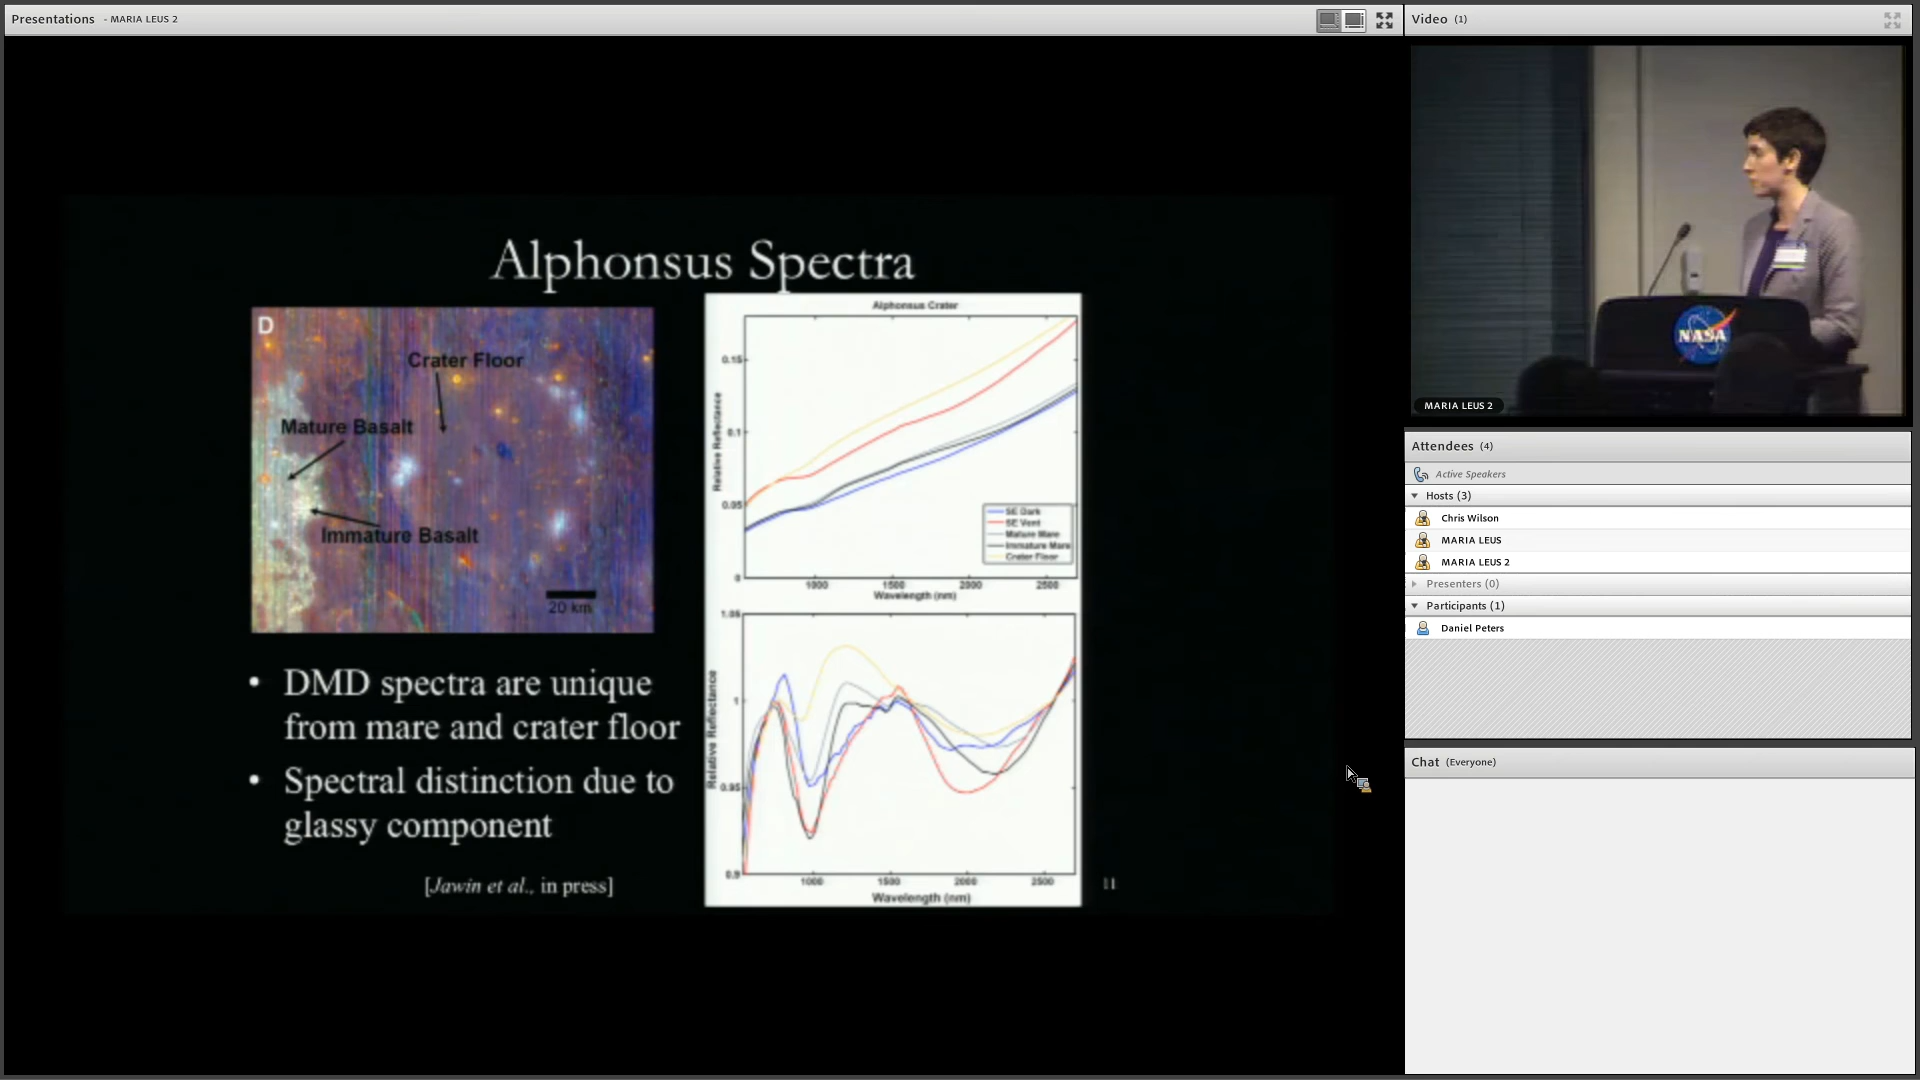 Presentations - MARIA LEUS 2
Alphonsus Spectra
D
Crater Floor
Mature Basalt
Immature Basalt
20 km
DMD spectra are unique
from mare and crater floor
Spectral distinction due to
glassy component
[Jawin et al., in press]
Alphonsus Crater
Relative Reflectance
0.15
0.1
0.05
0
SE Dark
SE Vent
Mature Mare
Immature Mare
Crater Floor
1000 1500 2000 2500
Wavelength (nm)
Relative Reflectance
1.05
1
0.95
0.9
1000 1500 2000 2500
Wavelength (nm)
11
Video (1)
NASA
MARIA LEUS 2
Attendees (4)
Active Speakers
Hosts (3)
Chris Wilson
MARIA LEUS
MARIA LEUS 2
Presenters (0)
Participants (1)
Daniel Peters
Chat (Everyone)